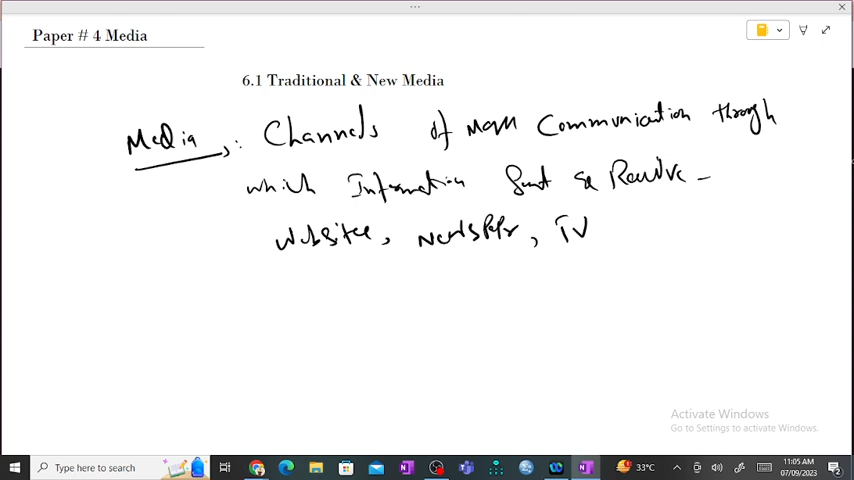 Paper # 4 Media
6.1 Traditional & New Media
Media : Channels of Mass Communication through
which Information Sent & Receive -
websites, newspaper, TV
Activate Windows
Go to Settings to activate Windows.
Type here to search
33°C
11:05 AM
07/09/2023
2